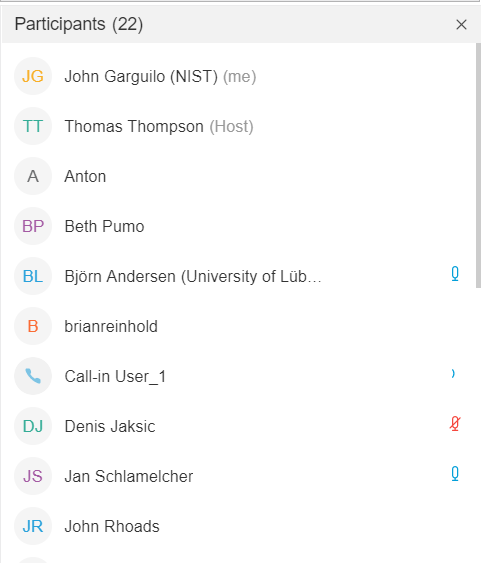 Participants (22)
JG John Garguilo (NIST) (me)
TT Thomas Thompson (Host)
A Anton
BP Beth Pumo
BL Björn Andersen (University of Lüb…
B brianreinhold
Call-in User_1
DJ Denis Jaksic
JS Jan Schlamelcher
JR John Rhoads